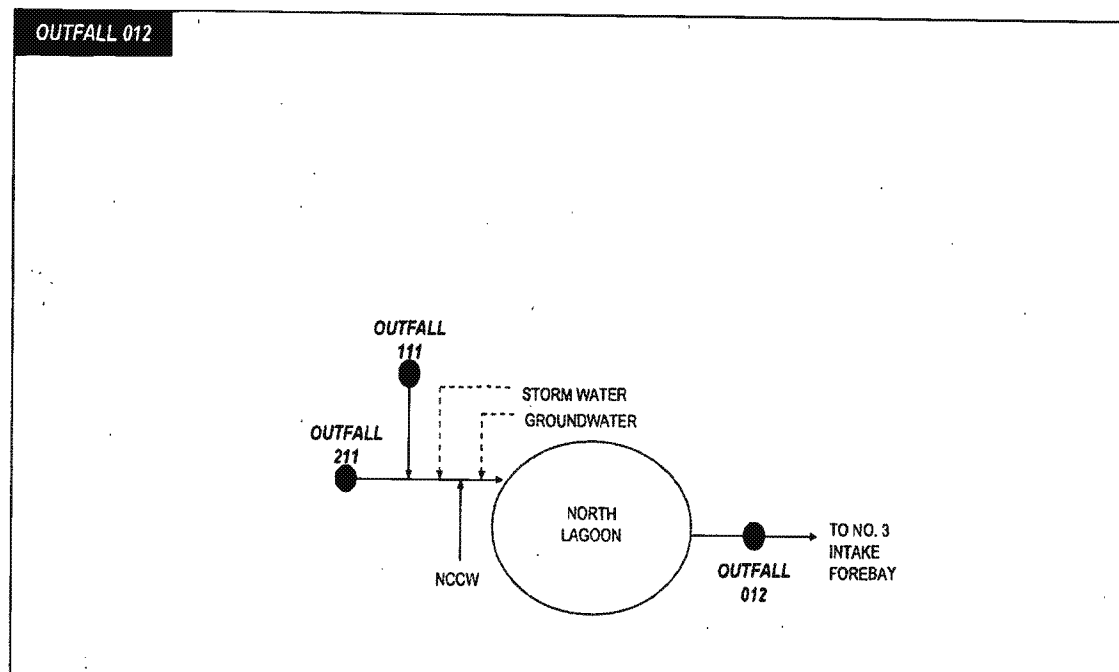 OUTFALL 012
OUTFALL
111
STORM WATER
GROUNDWATER
OUTFALL
211
NORTH
LAGOON
NCCW
TO NO. 3
INTAKE
FOREBAY
OUTFALL
012